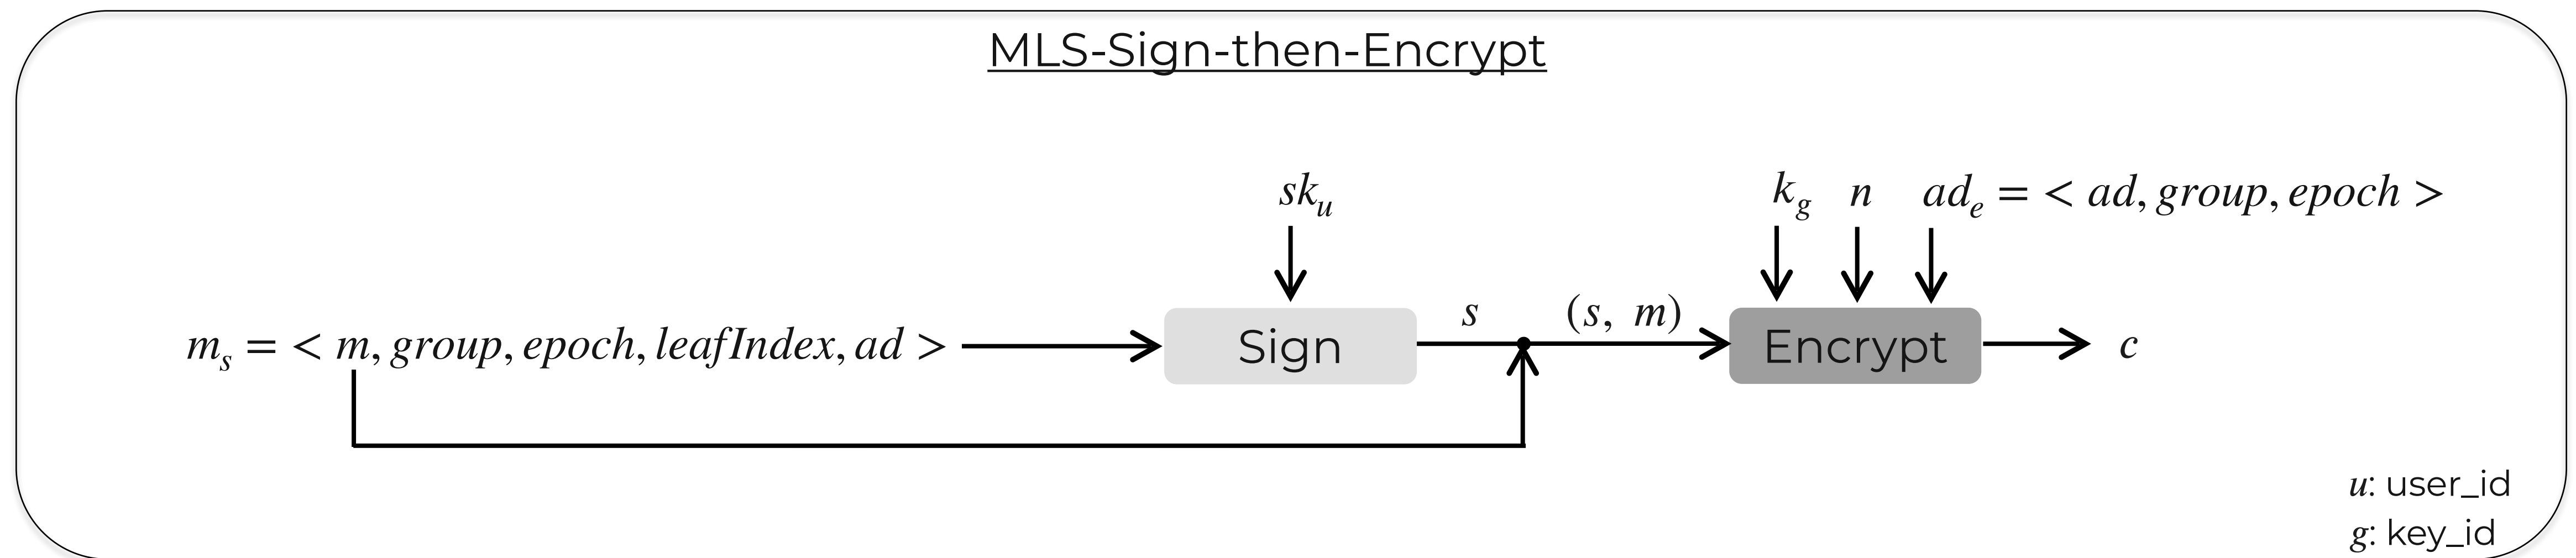 MLS-Sign-then-Encrypt
sk_u
k_g n ad_e = < ad, group, epoch >
m_s = < m, group, epoch, leafIndex, ad >
Sign
s
(s, m)
Encrypt
c
u: user_id
g: key_id